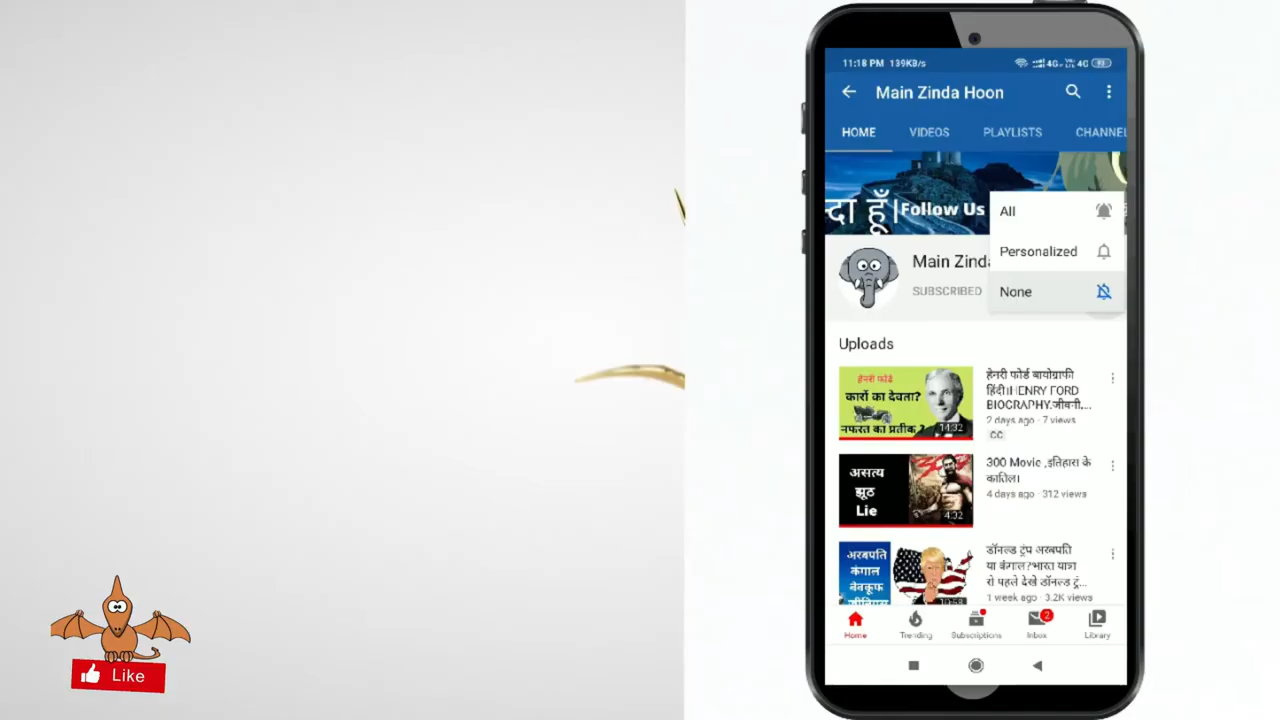 11:18 PM 139KB/s
4G 4G
Main Zinda Hoon
HOME VIDEOS PLAYLISTS CHANNEL
दा हूँ|Follow Us
All
Personalized
None
Main Zinda
SUBSCRIBED
Uploads
हेनरी फोर्ड
कारों का देवता?
नफरत का प्रतीक ?
14:32
हेनरी फोर्ड बायोग्राफी
हिंदी।HENRY FORD
BIOGRAPHY.जीवनी,...
2 days ago · 7 views
CC
असत्य
झूठ
Lie
4:32
300 Movie ,इतिहास के
कातिल।
4 days ago · 312 views
अरबपति
कंगाल
बेवकूफ
10:58
डॉनल्ड ट्रंप अरबपति
या कंगाल?भारत यात्रा
से पहले देखे डॉनल्ड ट्रं...
1 week ago · 3.2K views
Home
Trending
Subscriptions
2
Inbox
Library
Like